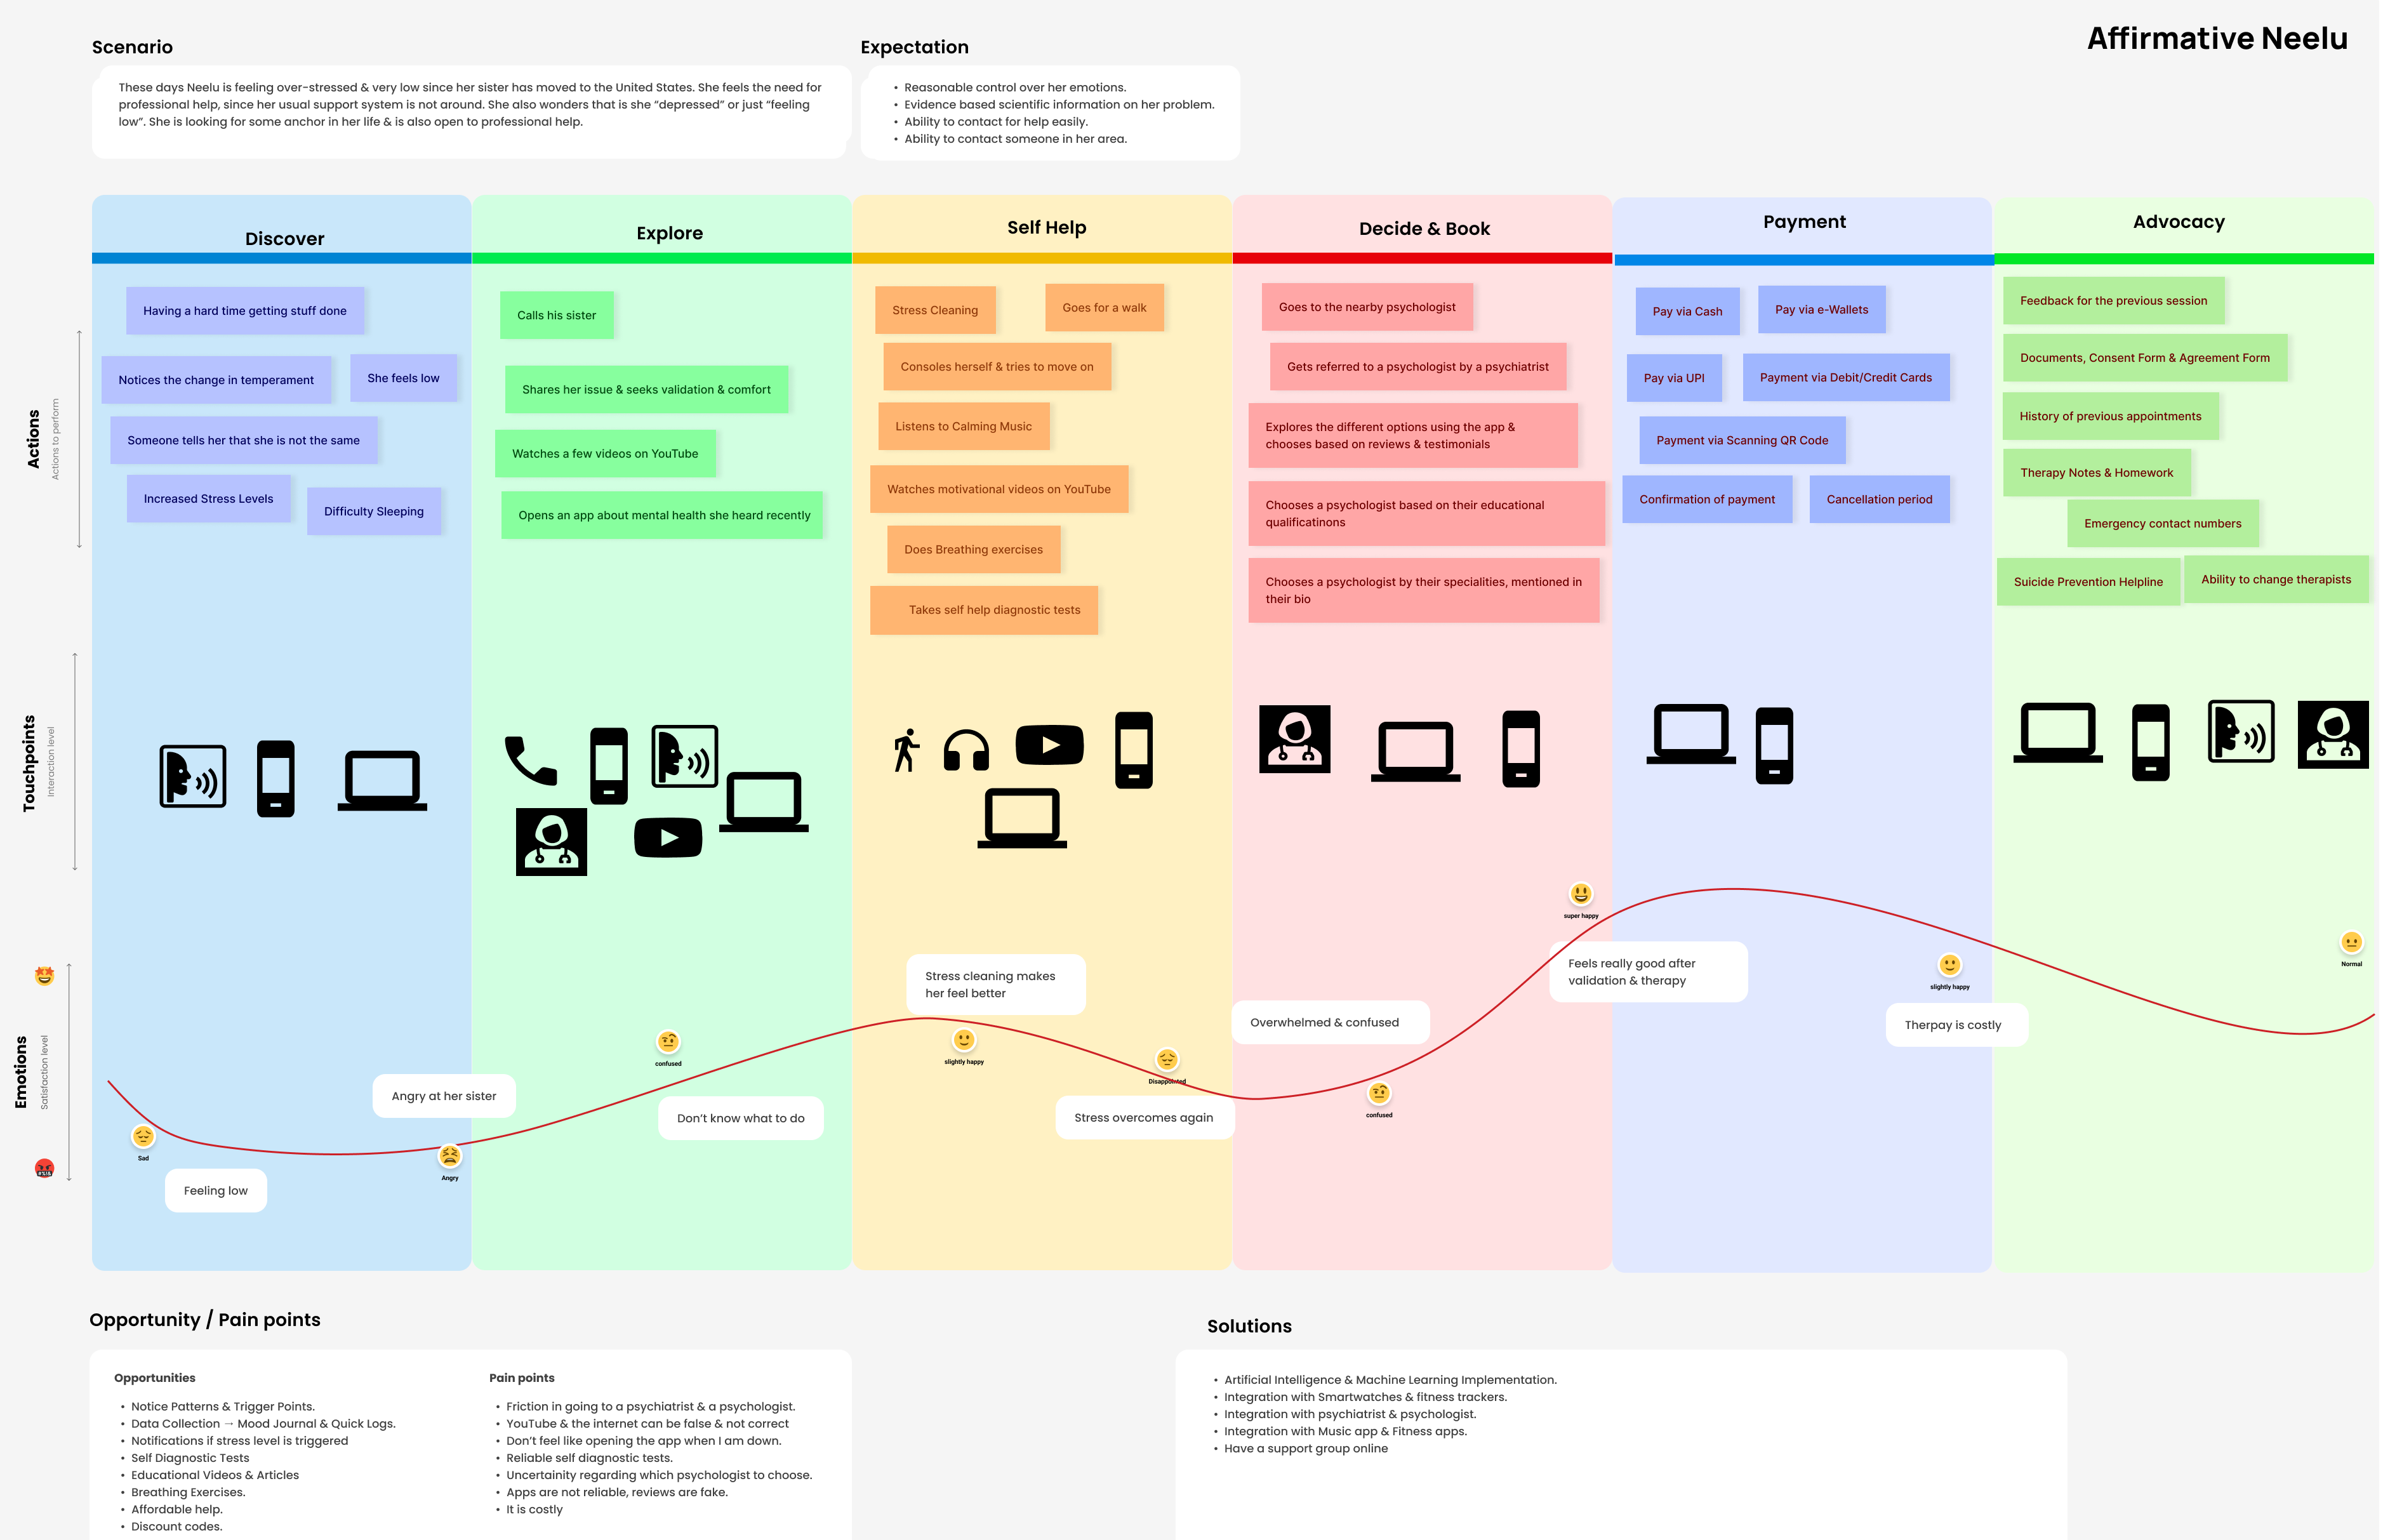 Affirmative Neelu
Scenario
These days Neelu is feeling over-stressed & very low since her sister has moved to the United States. She feels the need for
professional help, since her usual support system is not around. She also wonders that is she “depressed” or just “feeling
low”. She is looking for some anchor in her life & is also open to professional help.
Expectation
• Reasonable control over her emotions.
• Evidence based scientific information on her problem.
• Ability to contact for help easily.
• Ability to contact someone in her area.
Discover
Explore
Self Help
Decide & Book
Payment
Advocacy
Actions
Actions to perform
Having a hard time getting stuff done
Notices the change in temperament
She feels low
Someone tells her that she is not the same
Increased Stress Levels
Difficulty Sleeping
Calls his sister
Shares her issue & seeks validation & comfort
Watches a few videos on YouTube
Opens an app about mental health she heard recently
Stress Cleaning
Goes for a walk
Consoles herself & tries to move on
Listens to Calming Music
Watches motivational videos on YouTube
Does Breathing exercises
Takes self help diagnostic tests
Goes to the nearby psychologist
Gets referred to a psychologist by a psychiatrist
Explores the different options using the app &
chooses based on reviews & testimonials
Chooses a psychologist based on their educational
qualificatinons
Chooses a psychologist by their specialities, mentioned in
their bio
Pay via Cash
Pay via e-Wallets
Pay via UPI
Payment via Debit/Credit Cards
Payment via Scanning QR Code
Confirmation of payment
Cancellation period
Feedback for the previous session
Documents, Consent Form & Agreement Form
History of previous appointments
Therapy Notes & Homework
Emergency contact numbers
Suicide Prevention Helpline
Ability to change therapists
Touchpoints
Interaction level
Emotions
Satisfaction level
Sad
Feeling low
Angry at her sister
Angry
confused
Don’t know what to do
Stress cleaning makes
her feel better
slightly happy
Disappointed
Stress overcomes again
Overwhelmed & confused
confused
super happy
Feels really good after
validation & therapy
slightly happy
Therpay is costly
Normal
Opportunity / Pain points
Opportunities
• Notice Patterns & Trigger Points.
• Data Collection → Mood Journal & Quick Logs.
• Notifications if stress level is triggered
• Self Diagnostic Tests
• Educational Videos & Articles
• Breathing Exercises.
• Affordable help.
• Discount codes.
Pain points
• Friction in going to a psychiatrist & a psychologist.
• YouTube & the internet can be false & not correct
• Don’t feel like opening the app when I am down.
• Reliable self diagnostic tests.
• Uncertainity regarding which psychologist to choose.
• Apps are not reliable, reviews are fake.
• It is costly
Solutions
• Artificial Intelligence & Machine Learning Implementation.
• Integration with Smartwatches & fitness trackers.
• Integration with psychiatrist & psychologist.
• Integration with Music app & Fitness apps.
• Have a support group online